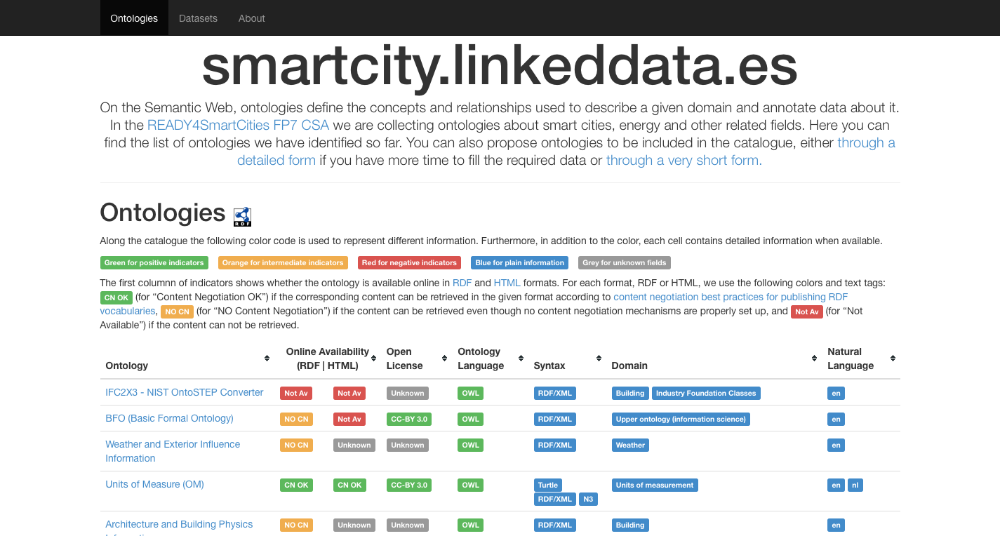 Ontologies Datasets About
smartcity.linkeddata.es
On the Semantic Web, ontologies define the concepts and relationships used to describe a given domain and annotate data about it.
In the READY4SmartCities FP7 CSA we are collecting ontologies about smart cities, energy and other related fields. Here you can
find the list of ontologies we have identified so far. You can also propose ontologies to be included in the catalogue, either through a
detailed form if you have more time to fill the required data or through a very short form.
Ontologies RDF
Along the catalogue the following color code is used to represent different information. Furthermore, in addition to the color, each cell contains detailed information when available.
Green for positive indicators Orange for intermediate indicators Red for negative indicators Blue for plain information Grey for unknown fields
The first columnn of indicators shows whether the ontology is available online in RDF and HTML formats. For each format, RDF or HTML, we use the following colors and text tags:
CN OK (for “Content Negotiation OK”) if the corresponding content can be retrieved in the given format according to content negotiation best practices for publishing RDF
vocabularies, NO CN (for “NO Content Negotiation”) if the content can be retrieved even though no content negotiation mechanisms are properly set up, and Not Av (for “Not
Available”) if the content can not be retrieved.
Online Availability Open Ontology Natural
Ontology (RDF | HTML) License Language Syntax Domain Language
IFC2X3 - NIST OntoSTEP Converter Not Av Not Av Unknown OWL RDF/XML Building Industry Foundation Classes en
BFO (Basic Formal Ontology) NO CN Not Av CC-BY 3.0 OWL RDF/XML Upper ontology (information science) en
Weather and Exterior Influence NO CN Unknown Unknown OWL RDF/XML Weather en
Information
Units of Measure (OM) CN OK CN OK CC-BY 3.0 OWL Turtle Units of measurement en nl
RDF/XML N3
Architecture and Building Physics NO CN Unknown Unknown OWL RDF/XML Building en